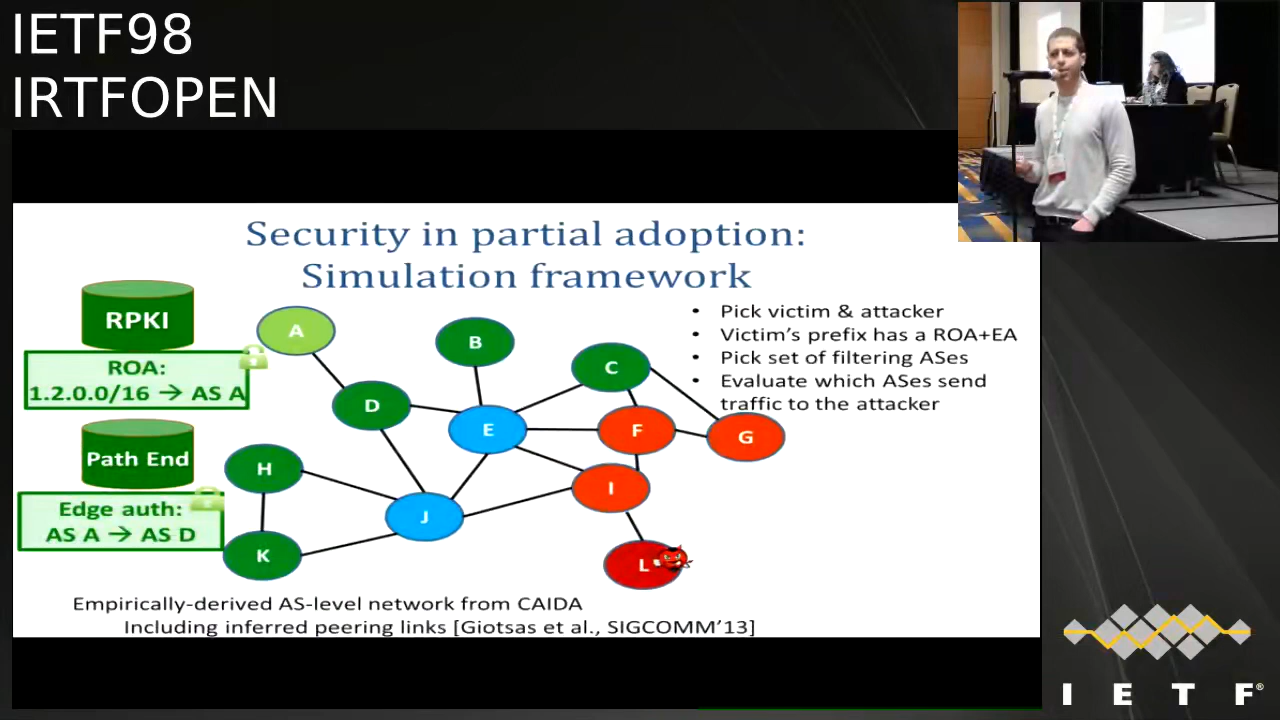 IETF98
IRTFOPEN
Security in partial adoption:
Simulation framework
RPKI
ROA:
1.2.0.0/16 → AS A
Path End
Edge auth:
AS A → AS D
A
B
C
D
E
F
G
H
I
J
K
L
• Pick victim & attacker
• Victim's prefix has a ROA+EA
• Pick set of filtering ASes
• Evaluate which ASes send
traffic to the attacker
Empirically-derived AS-level network from CAIDA
Including inferred peering links [Giotsas et al., SIGCOMM'13]
I E T F®